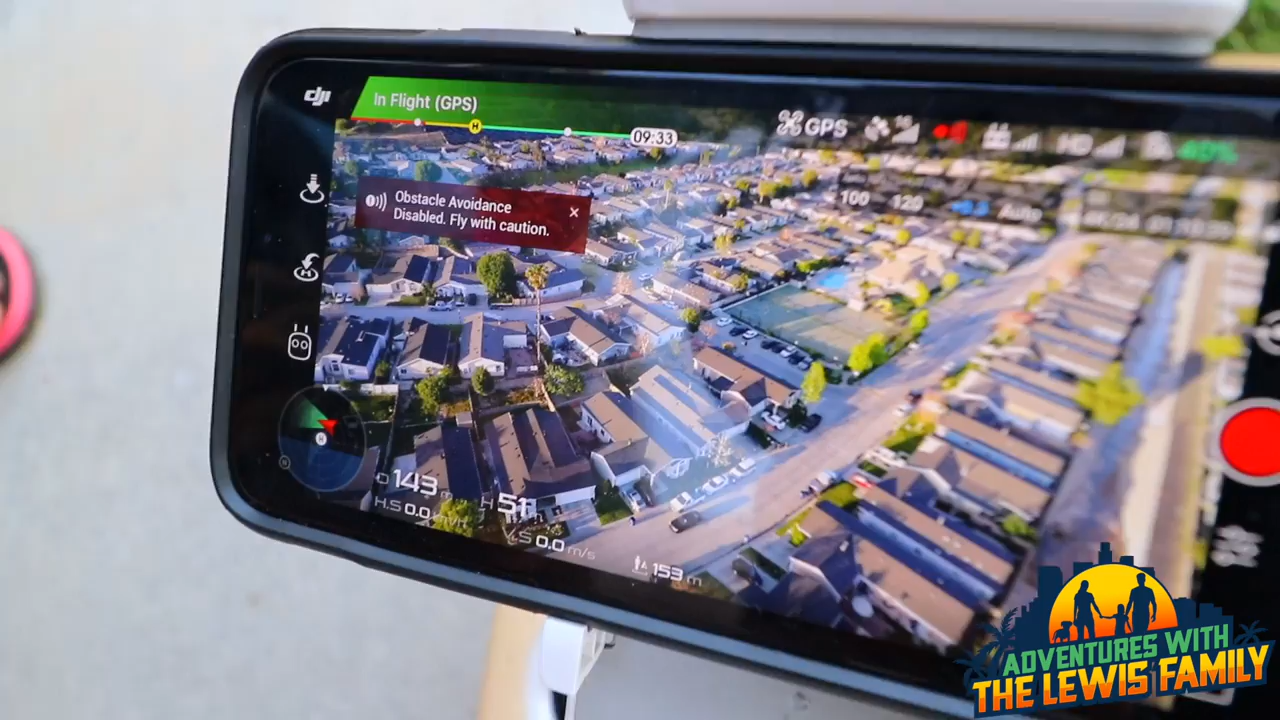 dji
In Flight (GPS)
H
09:33
GPS
16
HD
Obstacle Avoidance
Disabled. Fly with caution.
100
120
Auto
H
D 143 m
H 51 m
H.S 0.0
V.S 0.0 m/s
153 m
ADVENTURES WITH
THE LEWIS FAMILY